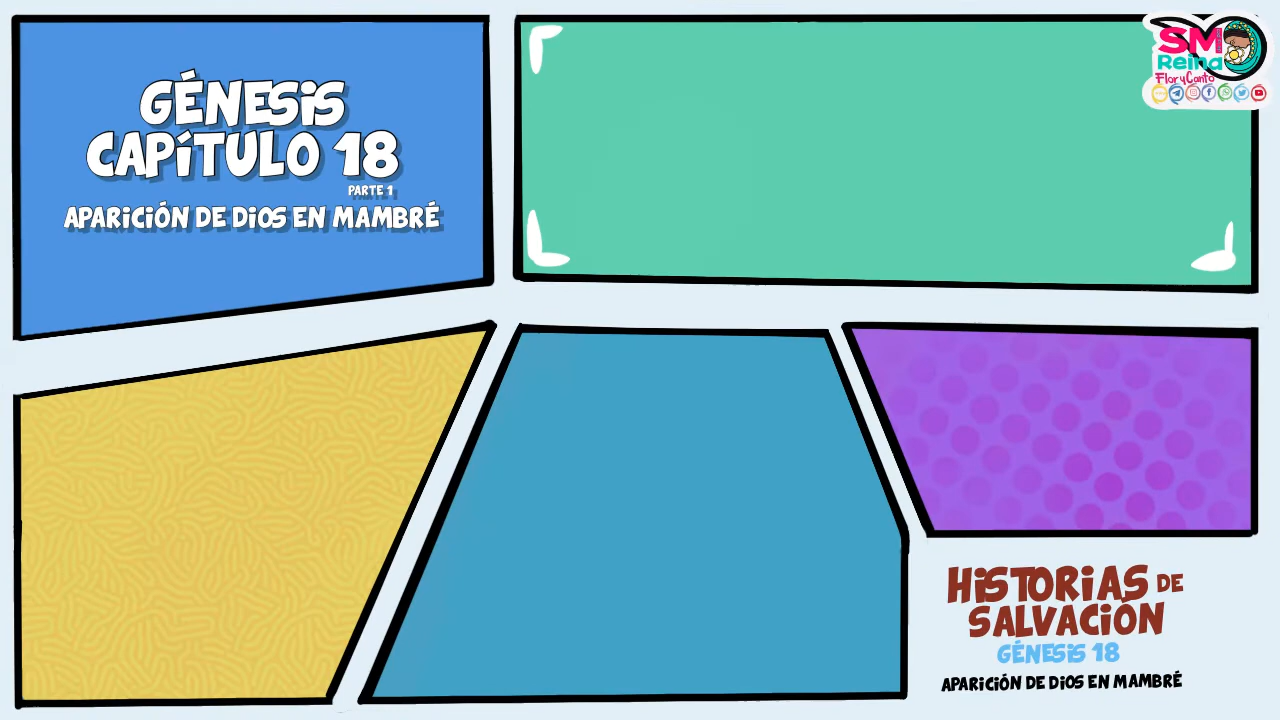 GÉNESIS
CAPÍTULO 18
PARTE 1
APARICIÓN DE DIOS EN MAMBRÉ
SM
Reina
Flor y Canto
HISTORIAS DE
SALVACIÓN
GÉNESIS 18
APARICIÓN DE DIOS EN MAMBRÉ